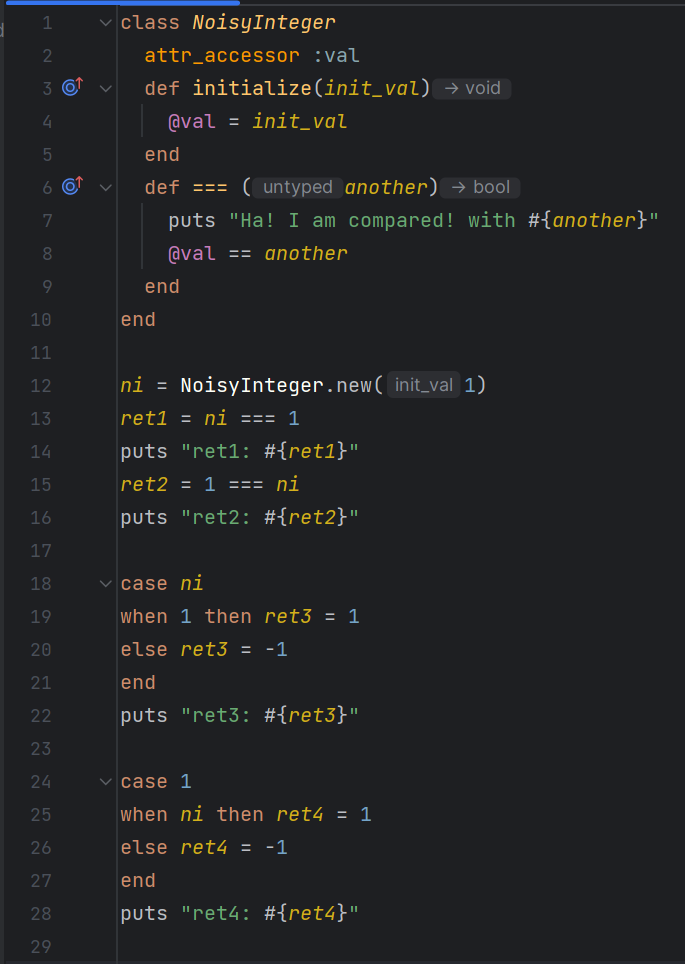 1 class NoisyInteger
2   attr_accessor :val
3   def initialize(init_val) → void
4     @val = init_val
5   end
6   def === ( untyped another) → bool
7     puts "Ha! I am compared! with #{another}"
8     @val == another
9   end
10 end
11
12 ni = NoisyInteger.new( init_val 1)
13 ret1 = ni === 1
14 puts "ret1: #{ret1}"
15 ret2 = 1 === ni
16 puts "ret2: #{ret2}"
17
18 case ni
19 when 1 then ret3 = 1
20 else ret3 = -1
21 end
22 puts "ret3: #{ret3}"
23
24 case 1
25 when ni then ret4 = 1
26 else ret4 = -1
27 end
28 puts "ret4: #{ret4}"
29